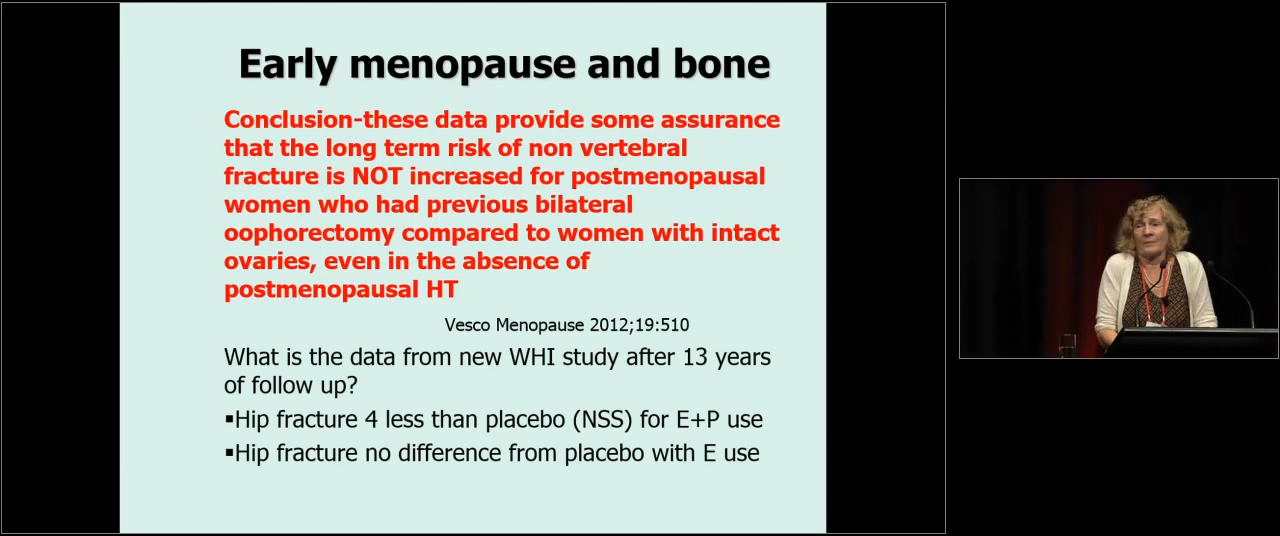 Early menopause and bone
Conclusion-these data provide some assurance
that the long term risk of non vertebral
fracture is NOT increased for postmenopausal
women who had previous bilateral
oophorectomy compared to women with intact
ovaries, even in the absence of
postmenopausal HT
Vesco Menopause 2012;19:510
What is the data from new WHI study after 13 years
of follow up?
▪Hip fracture 4 less than placebo (NSS) for E+P use
▪Hip fracture no difference from placebo with E use